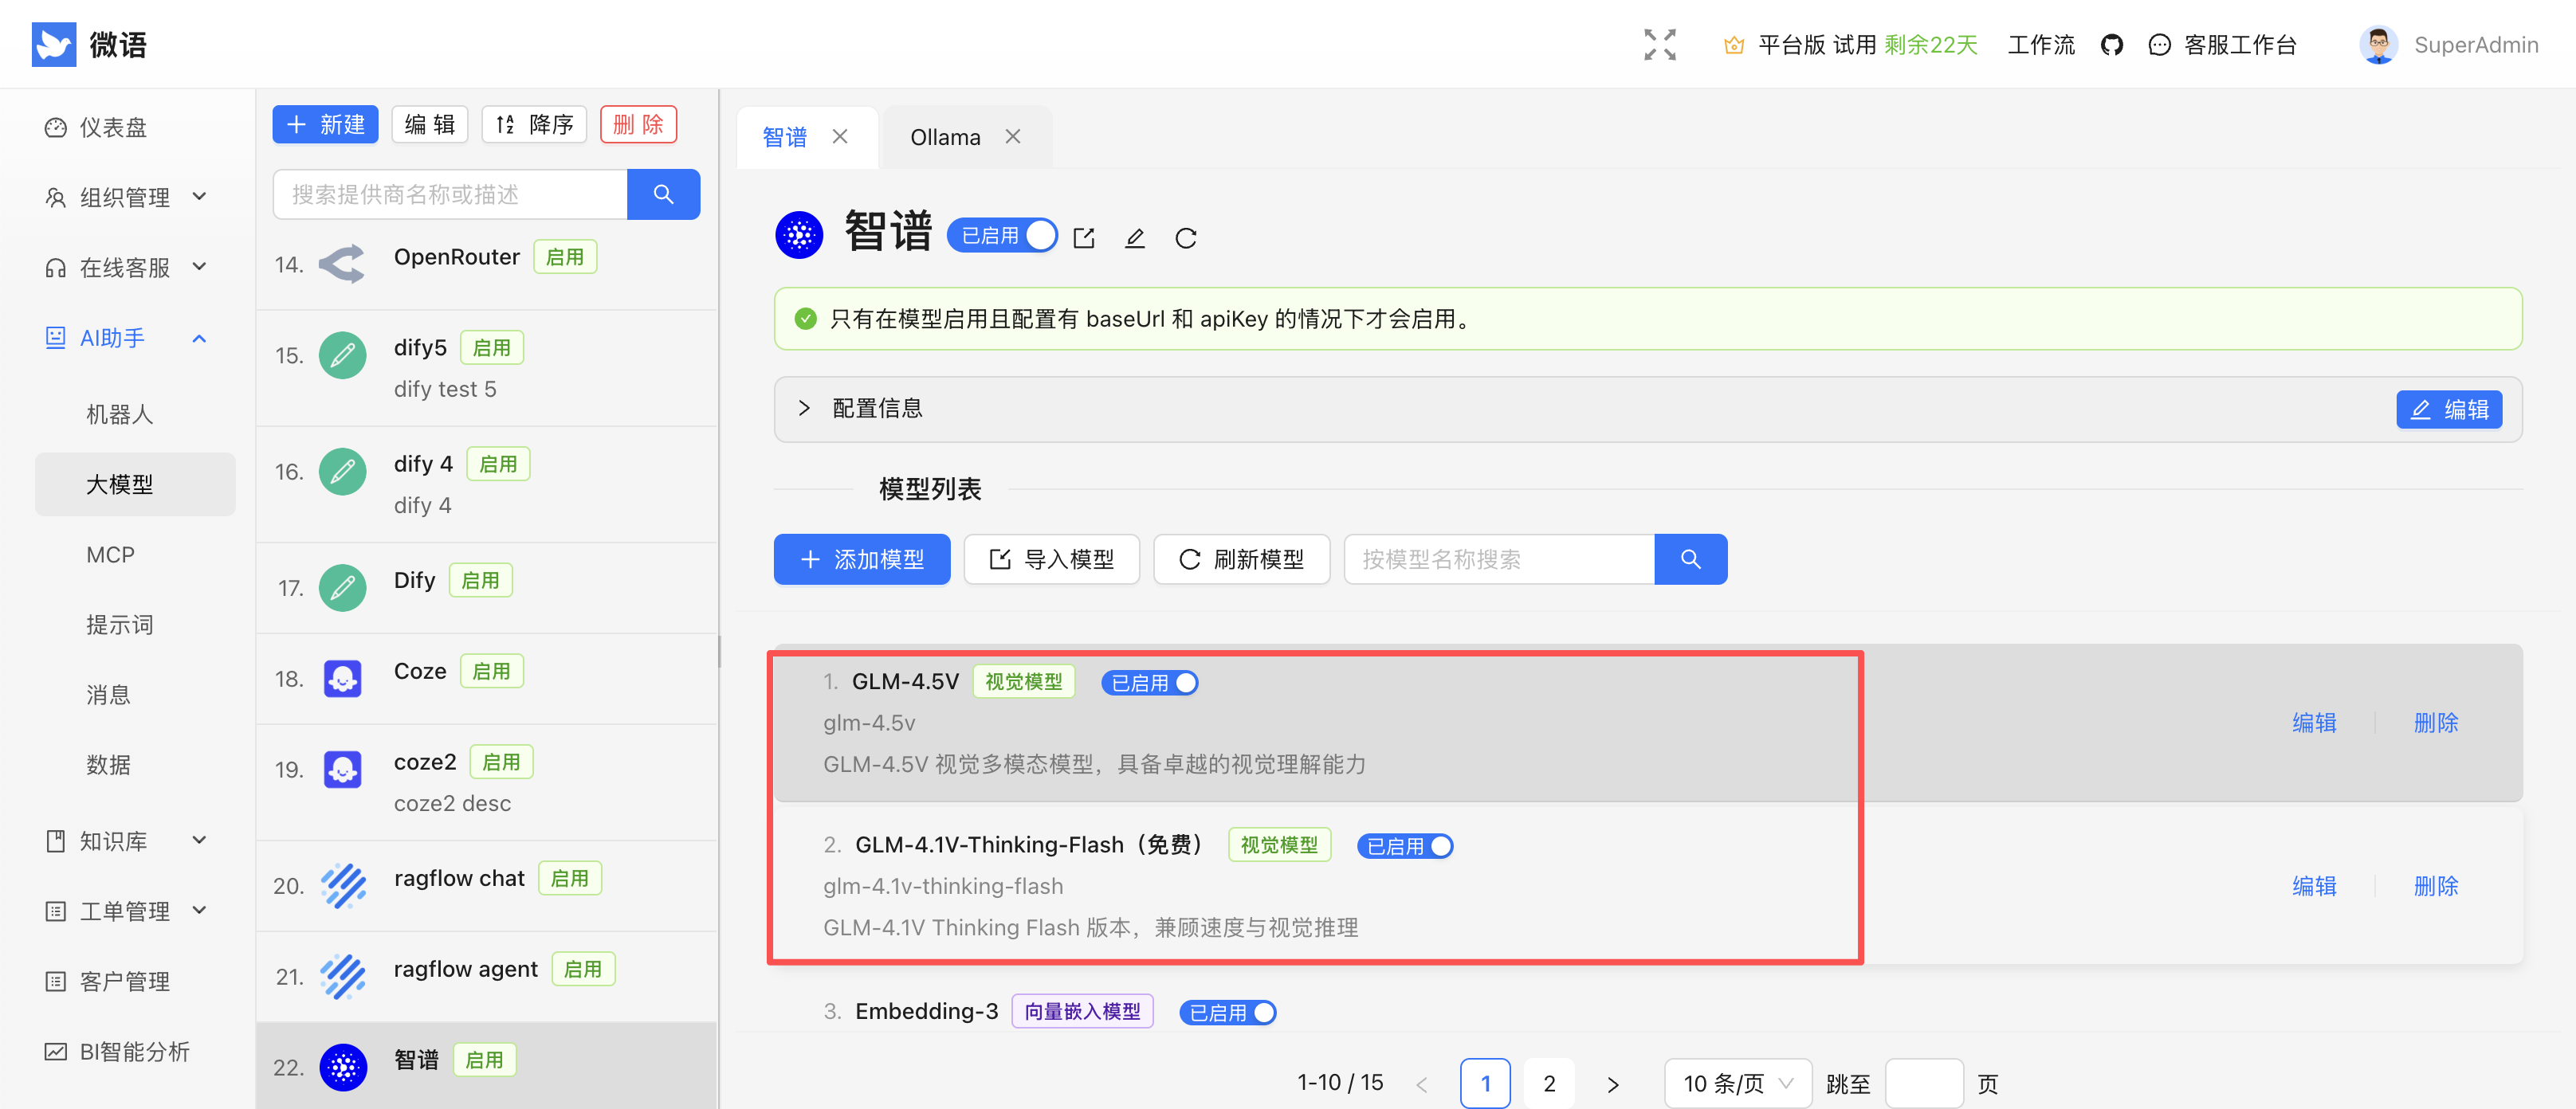 微语
平台版 试用 剩余22天
工作流
客服工作台
SuperAdmin
仪表盘
组织管理
在线客服
AI助手
机器人
大模型
MCP
提示词
消息
数据
知识库
工单管理
客户管理
BI智能分析
新建
编 辑
降序
删 除
搜索提供商名称或描述
14. OpenRouter 启用
15. dify5 启用
dify test 5
16. dify 4 启用
dify 4
17. Dify 启用
18. Coze 启用
19. coze2 启用
coze2 desc
20. ragflow chat 启用
21. ragflow agent 启用
22. 智谱 启用
智谱
Ollama
智谱 已启用
只有在模型启用且配置有 baseUrl 和 apiKey 的情况下才会启用。
配置信息
编辑
模型列表
添加模型
导入模型
刷新模型
按模型名称搜索
1. GLM-4.5V 视觉模型 已启用
glm-4.5v
GLM-4.5V 视觉多模态模型，具备卓越的视觉理解能力
编辑
删除
2. GLM-4.1V-Thinking-Flash（免费） 视觉模型 已启用
glm-4.1v-thinking-flash
GLM-4.1V Thinking Flash 版本，兼顾速度与视觉推理
编辑
删除
3. Embedding-3 向量嵌入模型 已启用
1-10 / 15 < 1 2 > 10 条/页 跳至 页